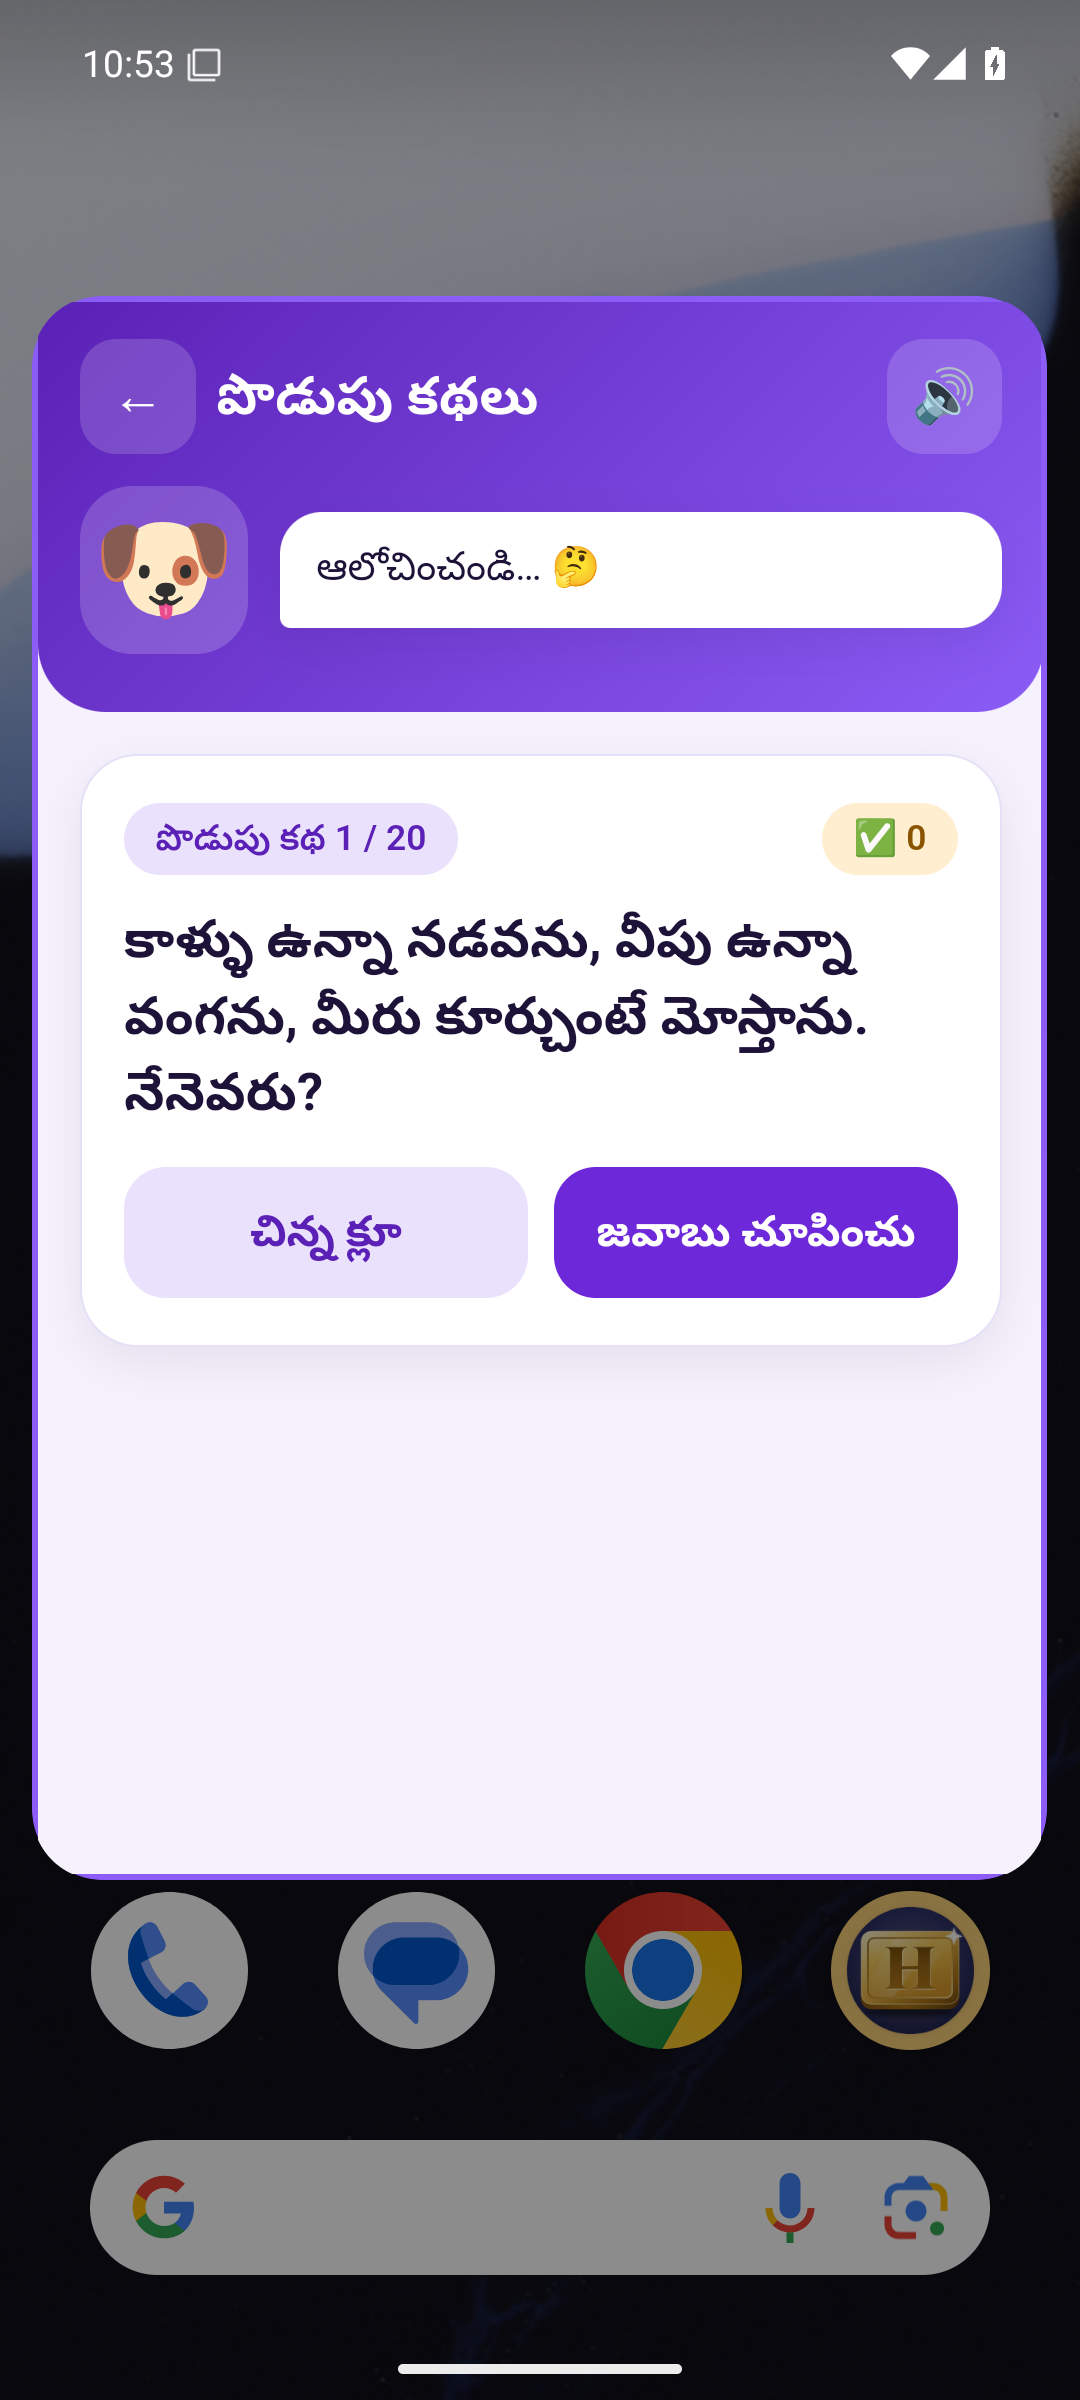 10:53
← పొడుపు కథలు
ఆలోచించండి... 🤔
పొడుపు కథ 1 / 20
✅ 0
కాళ్ళు ఉన్నా నడవను, వీపు ఉన్నా
వంగను, మీరు కూర్చుంటే మోస్తాను.
నేనెవరు?
చిన్న క్లూ
జవాబు చూపించు
H